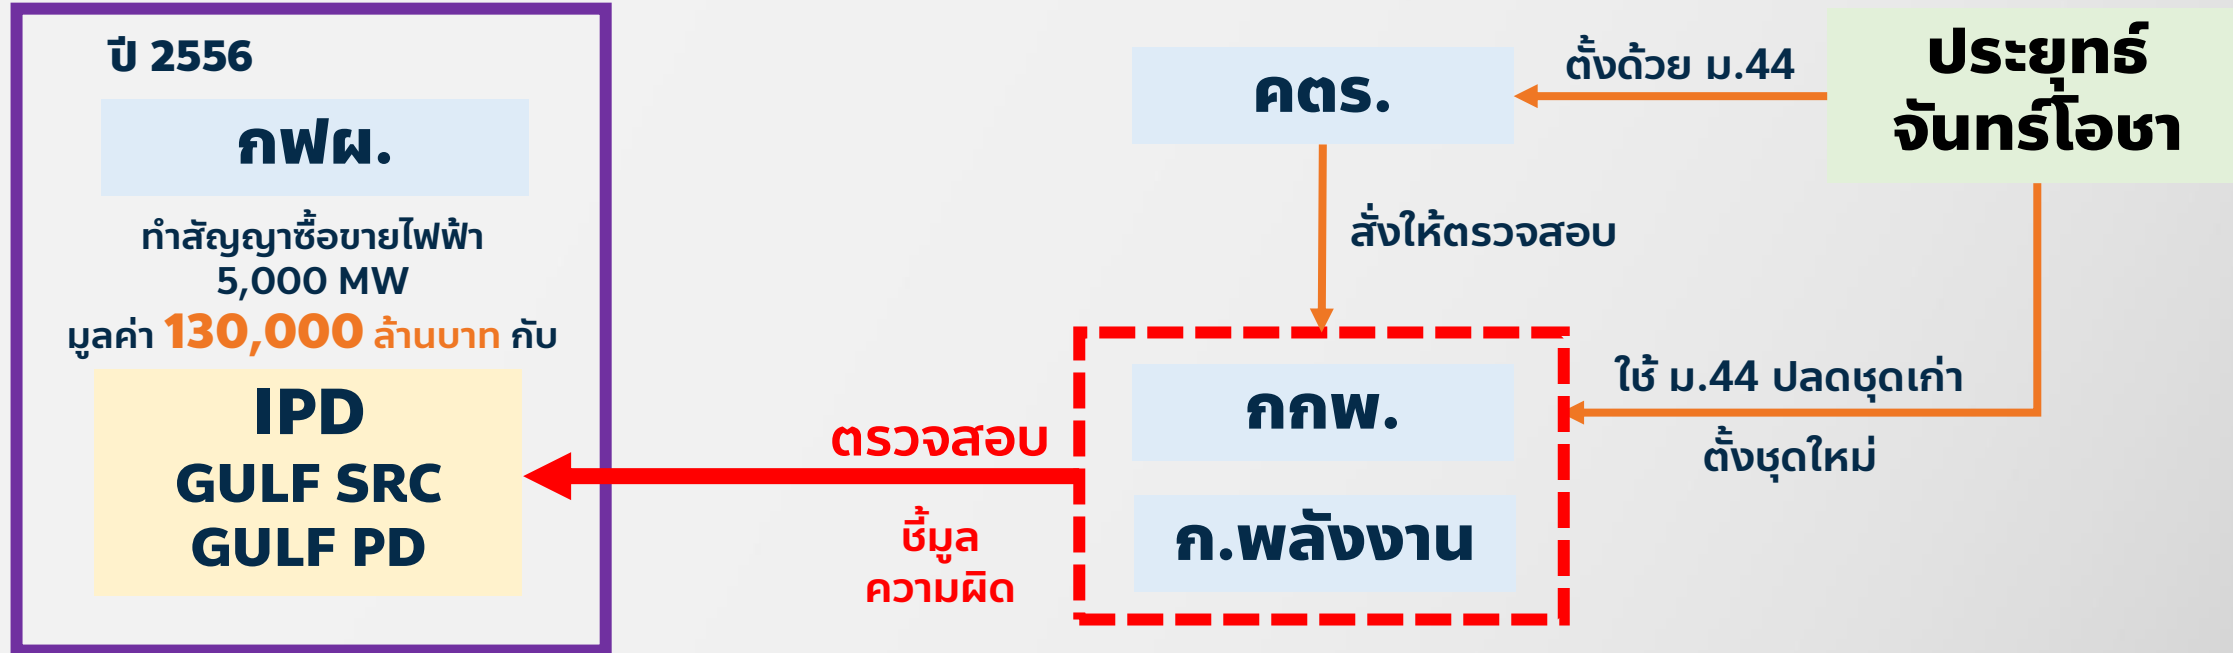 ปี 2556
กฟผ.
ทำสัญญาซื้อขายไฟฟ้า
5,000 MW
มูลค่า 130,000 ล้านบาท กับ
IPD
GULF SRC
GULF PD
ตรวจสอบ
ชี้มูล
ความผิด
คตร.
สั่งให้ตรวจสอบ
กกพ.
ก.พลังงาน
ตั้งด้วย ม.44
ประยุทธ์
จันทร์โอชา
ใช้ ม.44 ปลดชุดเก่า
ตั้งชุดใหม่